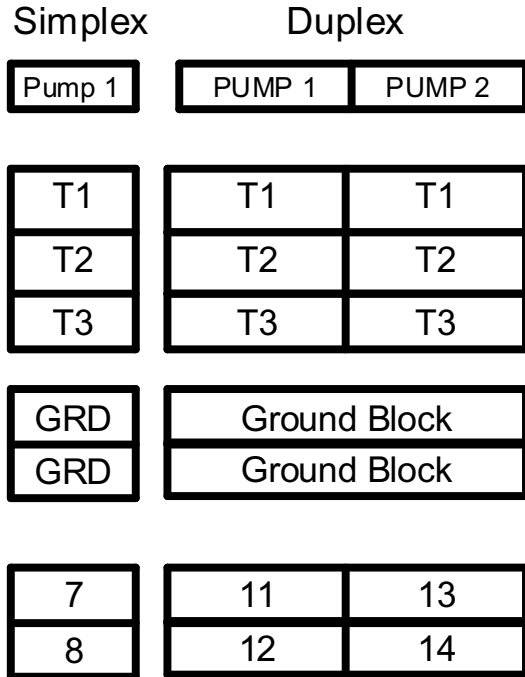 Simplex Duplex
Pump 1 PUMP 1 PUMP 2
T1 T1 T1
T2 T2 T2
T3 T3 T3
GRD Ground Block
GRD Ground Block
7 11 13
8 12 14